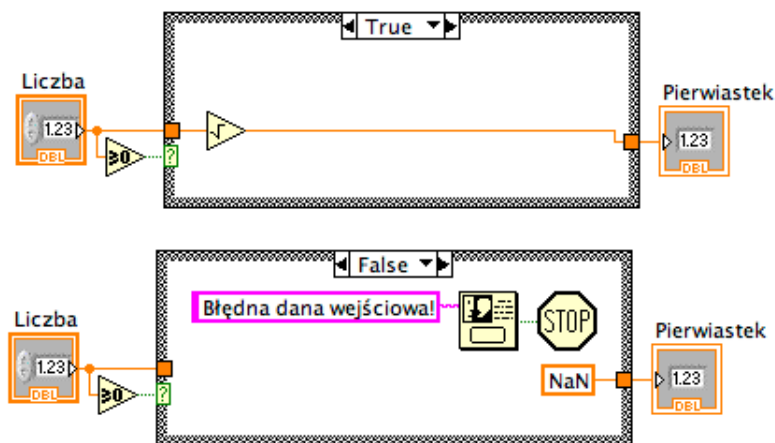 True
Liczba
Pierwiastek
1.23
1.23
DBL
≥0
?
√
DBL
False
Błędna dana wejściowa!
STOP
Liczba
Pierwiastek
1.23
NaN
1.23
DBL
≥0
?
DBL